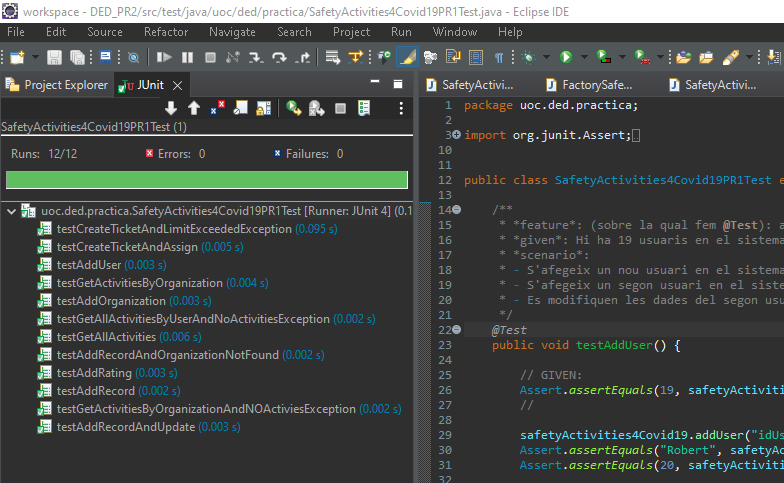 workspace - DED_PR2/src/test/java/uoc/ded/practica/SafetyActivities4Covid19PR1Test.java - Eclipse IDE
File Edit Source Refactor Navigate Search Project Run Window Help
Project Explorer JUnit
SafetyActivities4Covid19PR1Test (1)
Runs: 12/12 Errors: 0 Failures: 0
uoc.ded.practica.SafetyActivities4Covid19PR1Test [Runner: JUnit 4] (0.1
testCreateTicketAndLimitExceededException (0.095 s)
testCreateTicketAndAssign (0.005 s)
testAddUser (0.003 s)
testGetActivitiesByOrganization (0.004 s)
testAddOrganization (0.003 s)
testGetAllActivitiesByUserAndNoActivitiesException (0.002 s)
testGetAllActivities (0.006 s)
testAddRecordAndOrganizationNotFound (0.002 s)
testAddRating (0.003 s)
testAddRecord (0.002 s)
testGetActivitiesByOrganizationAndNOActiviesException (0.002 s)
testAddRecordAndUpdate (0.003 s)
SafetyActivi... FactorySafe... SafetyActivi...
1 package uoc.ded.practica;
2
3 import org.junit.Assert;
10
11
12 public class SafetyActivities4Covid19PR1Test e
13
14 /**
15 * *feature*: (sobre la qual fem @Test): a
16 * *given*: Hi ha 19 usuaris en el sistema
17 * *scenario*:
18 * - S'afegeix un nou usuari en el sistema
19 * - S'afegeix un segon usuari en el siste
20 * - Es modifiquen les dades del segon usu
21 */
22 @Test
23 public void testAddUser() {
24
25 // GIVEN:
26 Assert.assertEquals(19, safetyActiviti
27 //
28
29 safetyActivities4Covid19.addUser("idUs
30 Assert.assertEquals("Robert", safetyAc
31 Assert.assertEquals(20, safetyActiviti
32